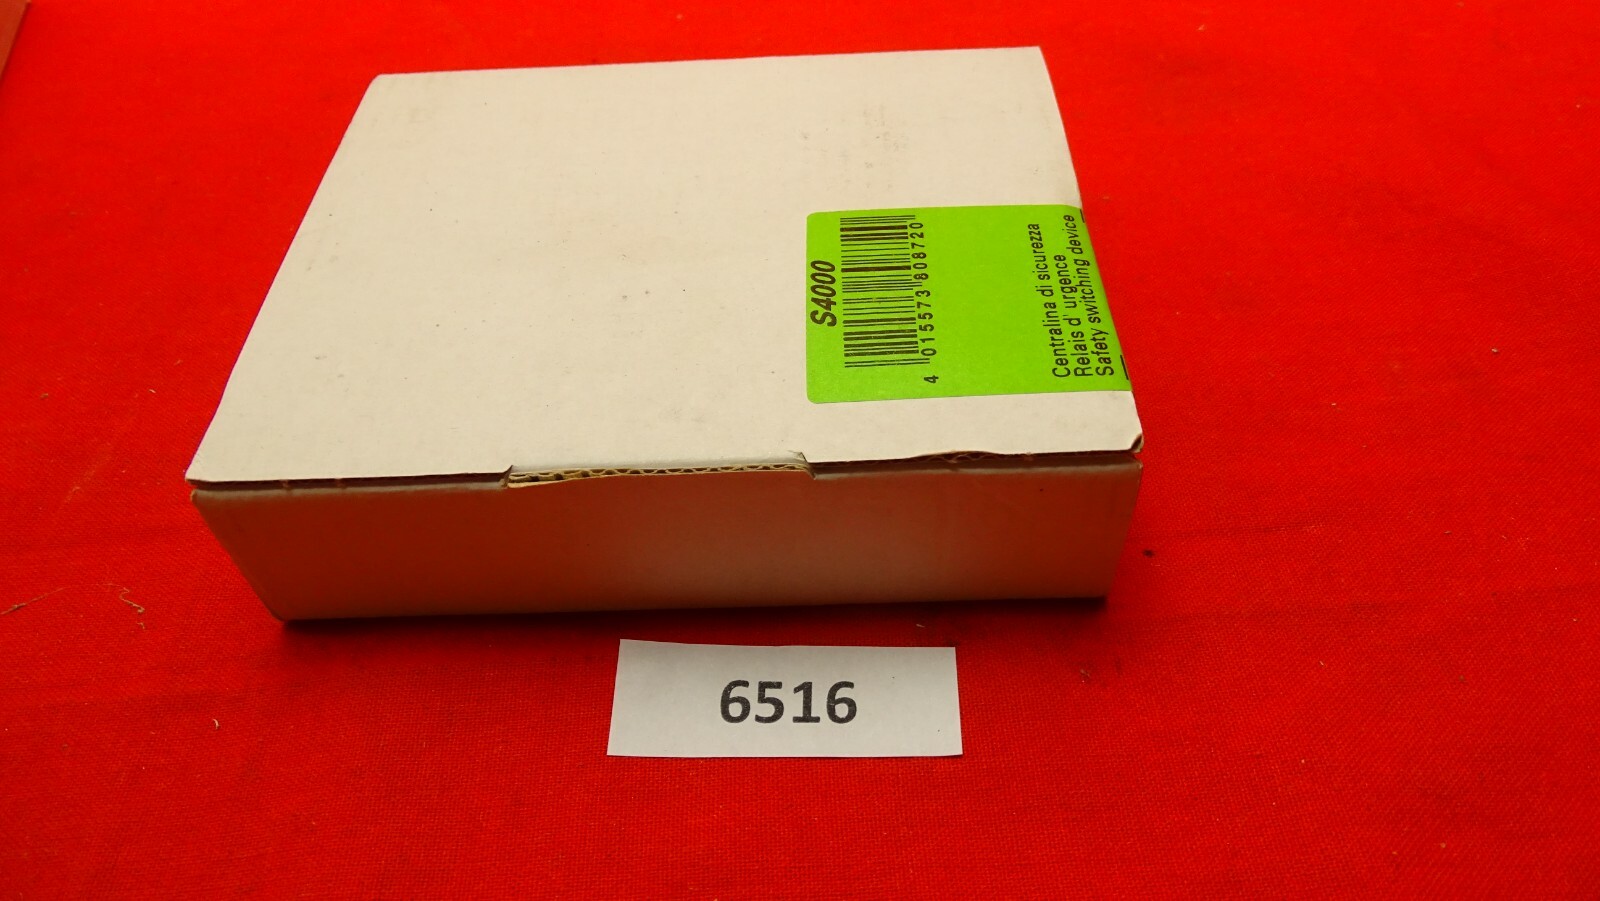 S4000
4 015573 808720
Centralina di sicurezza
Relais d' urgence
Safety switching device
6516